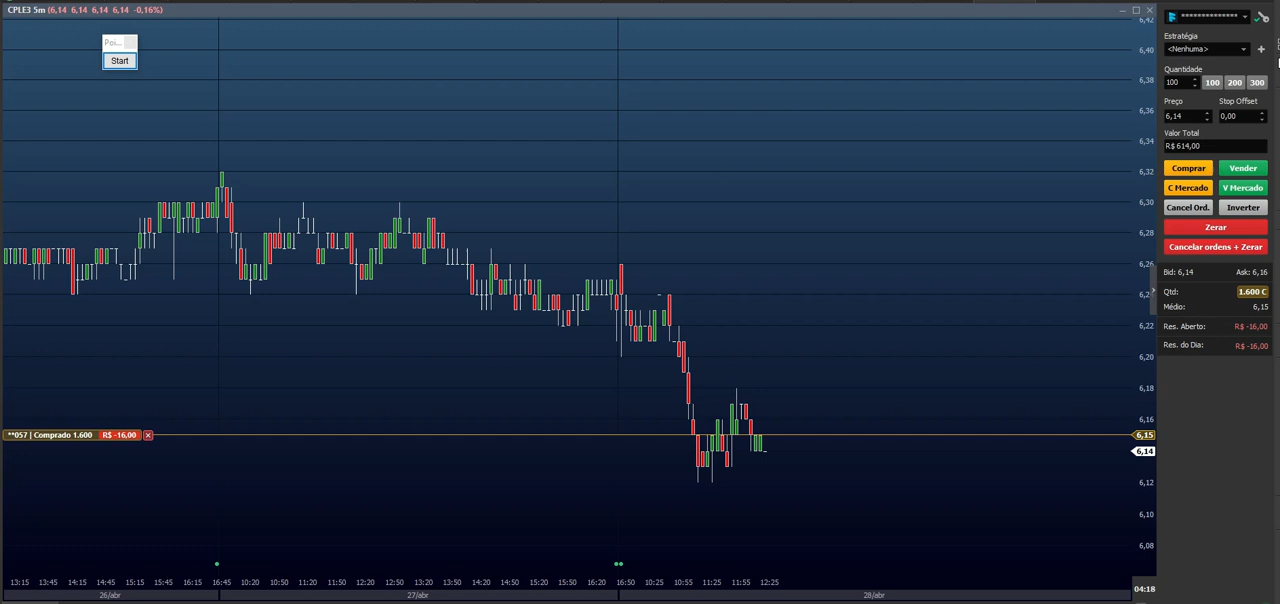 CPLE3 5m (6,14 6,14 6,14 6,14 -0,16%)
Poi...
Start
6,42
6,40
6,38
6,36
6,34
6,32
6,30
6,28
6,26
6,22
6,20
6,18
6,16
6,15
6,14
6,12
6,10
6,08
**057 | Comprado 1.600 R$ -16,00
13:15 13:45 14:15 14:45 15:15 15:45 16:15 16:45 10:20 10:50 11:20 11:50 12:20 12:50 13:20 13:50 14:20 14:50 15:20 15:50 16:20 16:50 10:25 10:55 11:25 11:55 12:25
04:18
26/abr 27/abr 28/abr
**************
Estratégia
<Nenhuma>
Quantidade
100 100 200 300
Preço Stop Offset
6,14 0,00
Valor Total
R$ 614,00
Comprar Vender
C Mercado V Mercado
Cancel Ord. Inverter
Zerar
Cancelar ordens + Zerar
Bid: 6,14 Ask: 6,16
Qtd: 1.600 C
Médio: 6,15
Res. Aberto: R$ -16,00
Res. do Dia: R$ -16,00